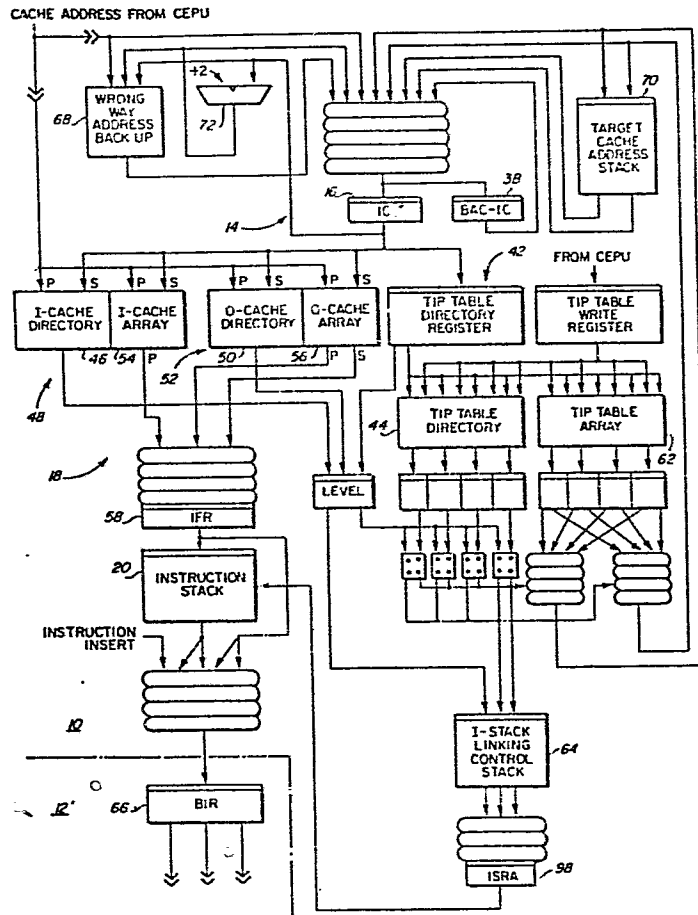 CACHE ADDRESS FROM CEPU
+2
70
WRONG
WAY
ADDRESS
BACK UP
68
72
TARGET
CACHE
ADDRESS
STACK
16
IC
38
BAC-IC
14
42
FROM CEPU
P S P S P S P S
I-CACHE
DIRECTORY
I-CACHE
ARRAY
O-CACHE
DIRECTORY
O-CACHE
ARRAY
TIP TABLE
DIRECTORY
REGISTER
TIP TABLE
WRITE
REGISTER
46 54 P
52 50 56 P S
48
44
TIP TABLE
DIRECTORY
TIP TABLE
ARRAY
62
18
LEVEL
58
IFR
20
INSTRUCTION
STACK
INSTRUCTION
INSERT
10
I-STACK
LINKING
CONTROL
STACK
64
12'
66
BIR
ISRA
98